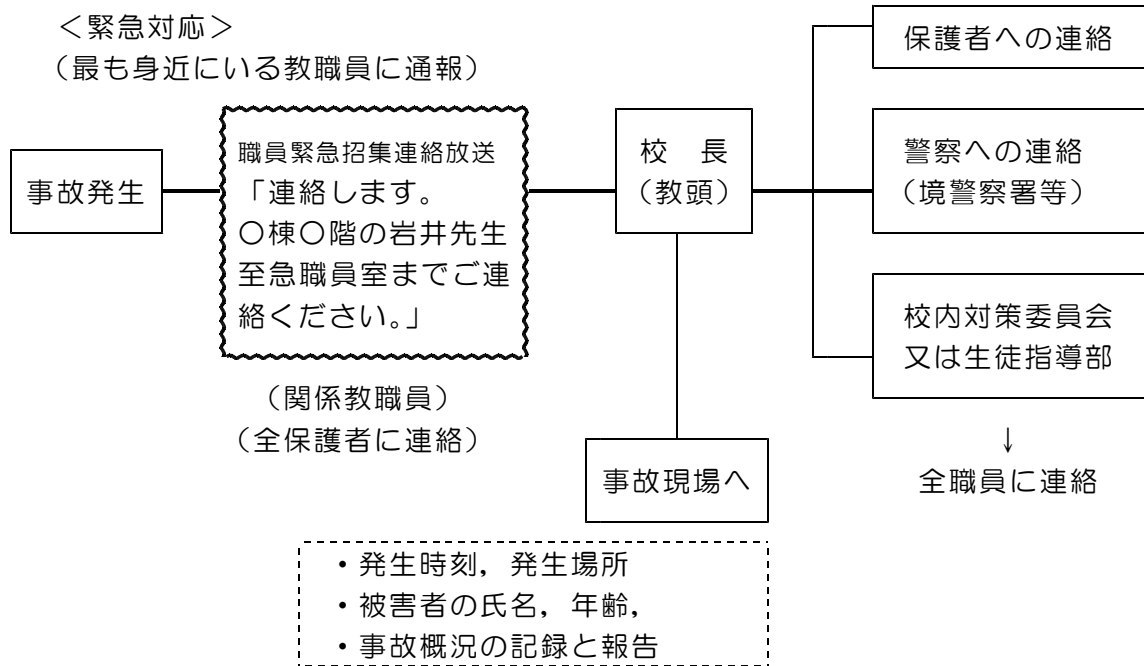 ＜緊急対応＞
（最も身近にいる教職員に通報）
事故発生
職員緊急招集連絡放送
「連絡します。
〇棟〇階の岩井先生
至急職員室までご連
絡ください。」
（関係教職員）
（全保護者に連絡）
校　長
（教頭）
事故現場へ
・発生時刻，発生場所
・被害者の氏名，年齢，
・事故概況の記録と報告
保護者への連絡
警察への連絡
（境警察署等）
校内対策委員会
又は生徒指導部
↓
全職員に連絡